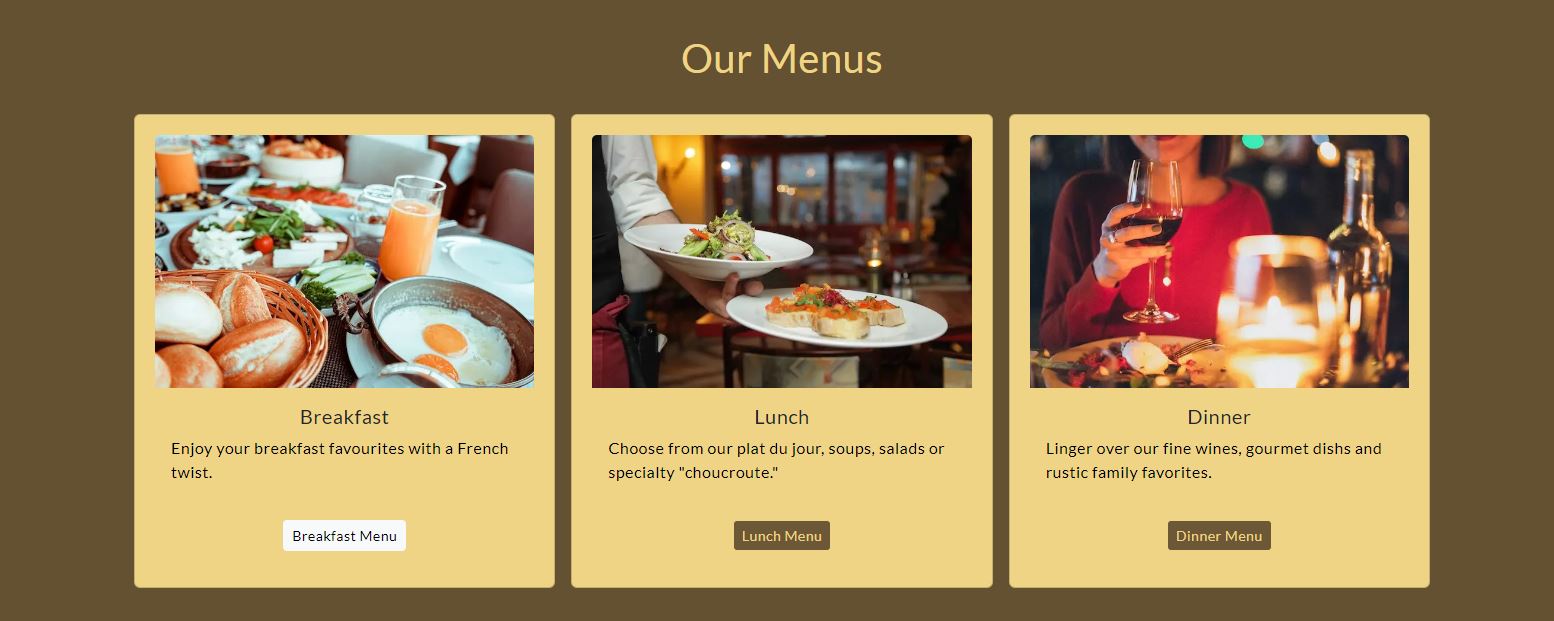 Our Menus
Breakfast
Enjoy your breakfast favourites with a French
twist.
Breakfast Menu
Lunch
Choose from our plat du jour, soups, salads or
specialty "choucroute."
Lunch Menu
Dinner
Linger over our fine wines, gourmet dishs and
rustic family favorites.
Dinner Menu